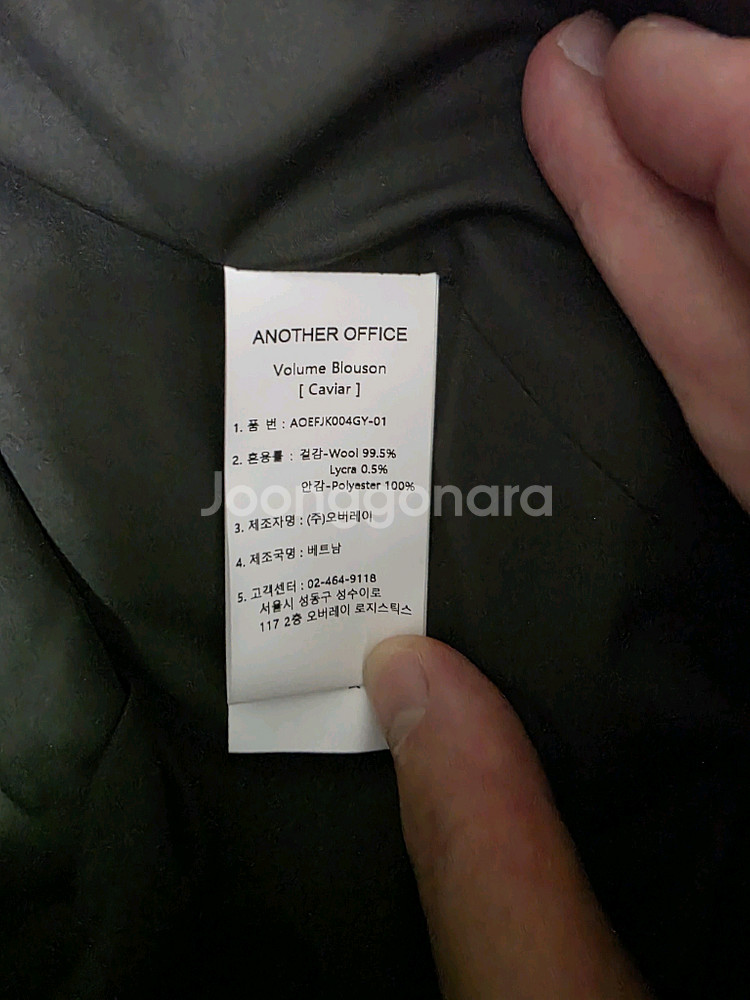 ANOTHER OFFICE
Volume Blouson
[ Caviar ]
1. 품 번 : AOEFJK004GY-01
2. 혼용률 : 겉감-Wool 99.5%
Lycra 0.5%
안감-Polyester 100%
Joonggonara
3. 제조자명 : (주)오버레이
4. 제조국명 : 베트남
5. 고객센터 : 02-464-9118
서울시 성동구 성수이로
117 2층 오버레이 로지스틱스